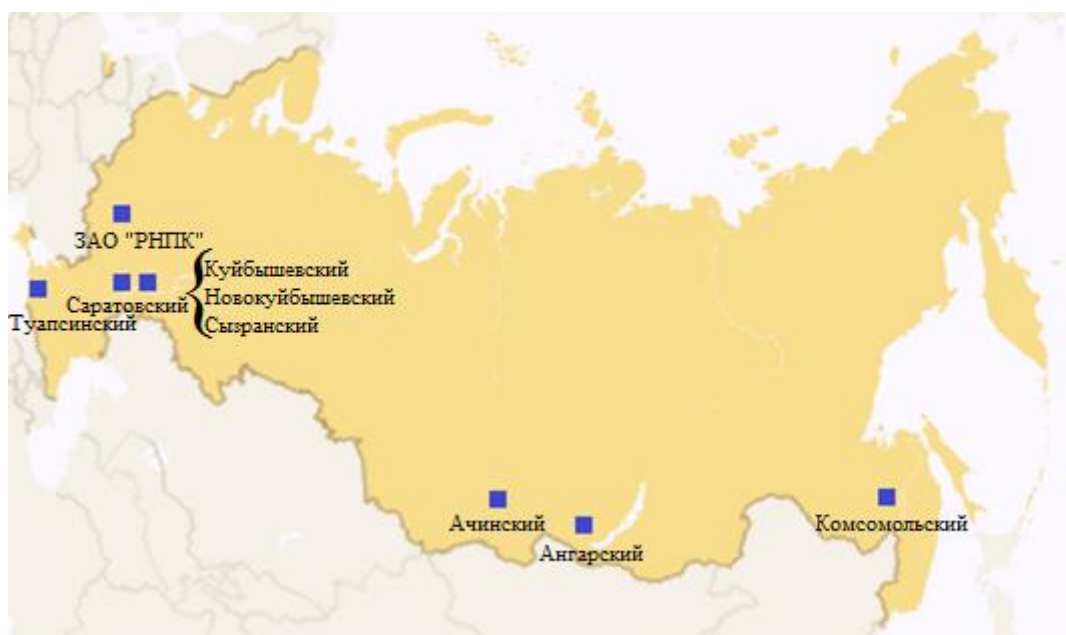 ЗАО "РНПК"
Куйбышевский
Новокуйбышевский
Саратовский
Туапсинский
Сызранский
Ачинский
Ангарский
Комсомольский